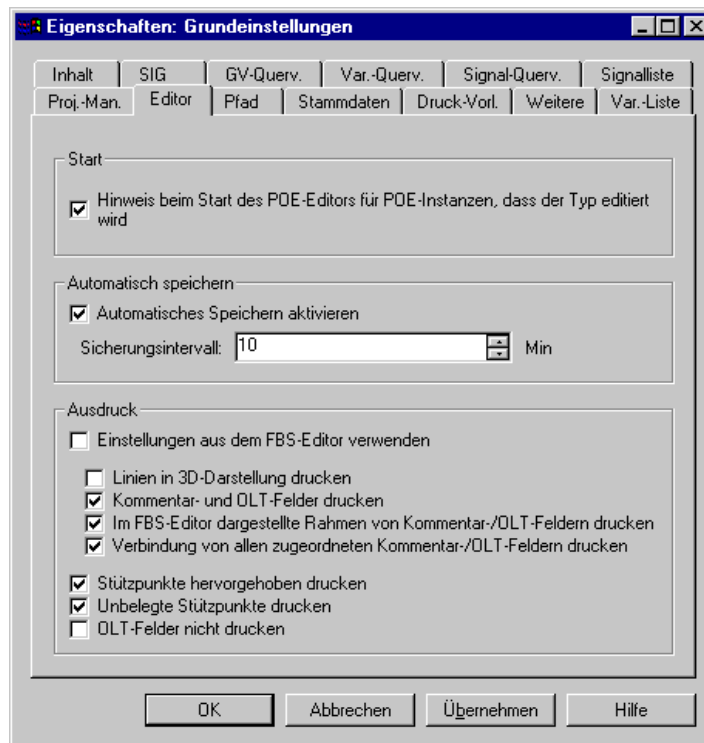 Eigenschaften: Grundeinstellungen
Inhalt SIG GV-Querv. Var.-Querv. Signal-Querv. Signalliste
Proj.-Man. Editor Pfad Stammdaten Druck-Vorl. Weitere Var.-Liste
Start
Hinweis beim Start des POE-Editors für POE-Instanzen, dass der Typ editiert
wird
Automatisch speichern
Automatisches Speichern aktivieren
Sicherungsintervall: 10 Min
Ausdruck
Einstellungen aus dem FBS-Editor verwenden
Linien in 3D-Darstellung drucken
Kommentar- und OLT-Felder drucken
Im FBS-Editor dargestellte Rahmen von Kommentar-/OLT-Feldern drucken
Verbindung von allen zugeordneten Kommentar-/OLT-Feldern drucken
Stützpunkte hervorgehoben drucken
Unbelegte Stützpunkte drucken
OLT-Felder nicht drucken
OK Abbrechen Übernehmen Hilfe